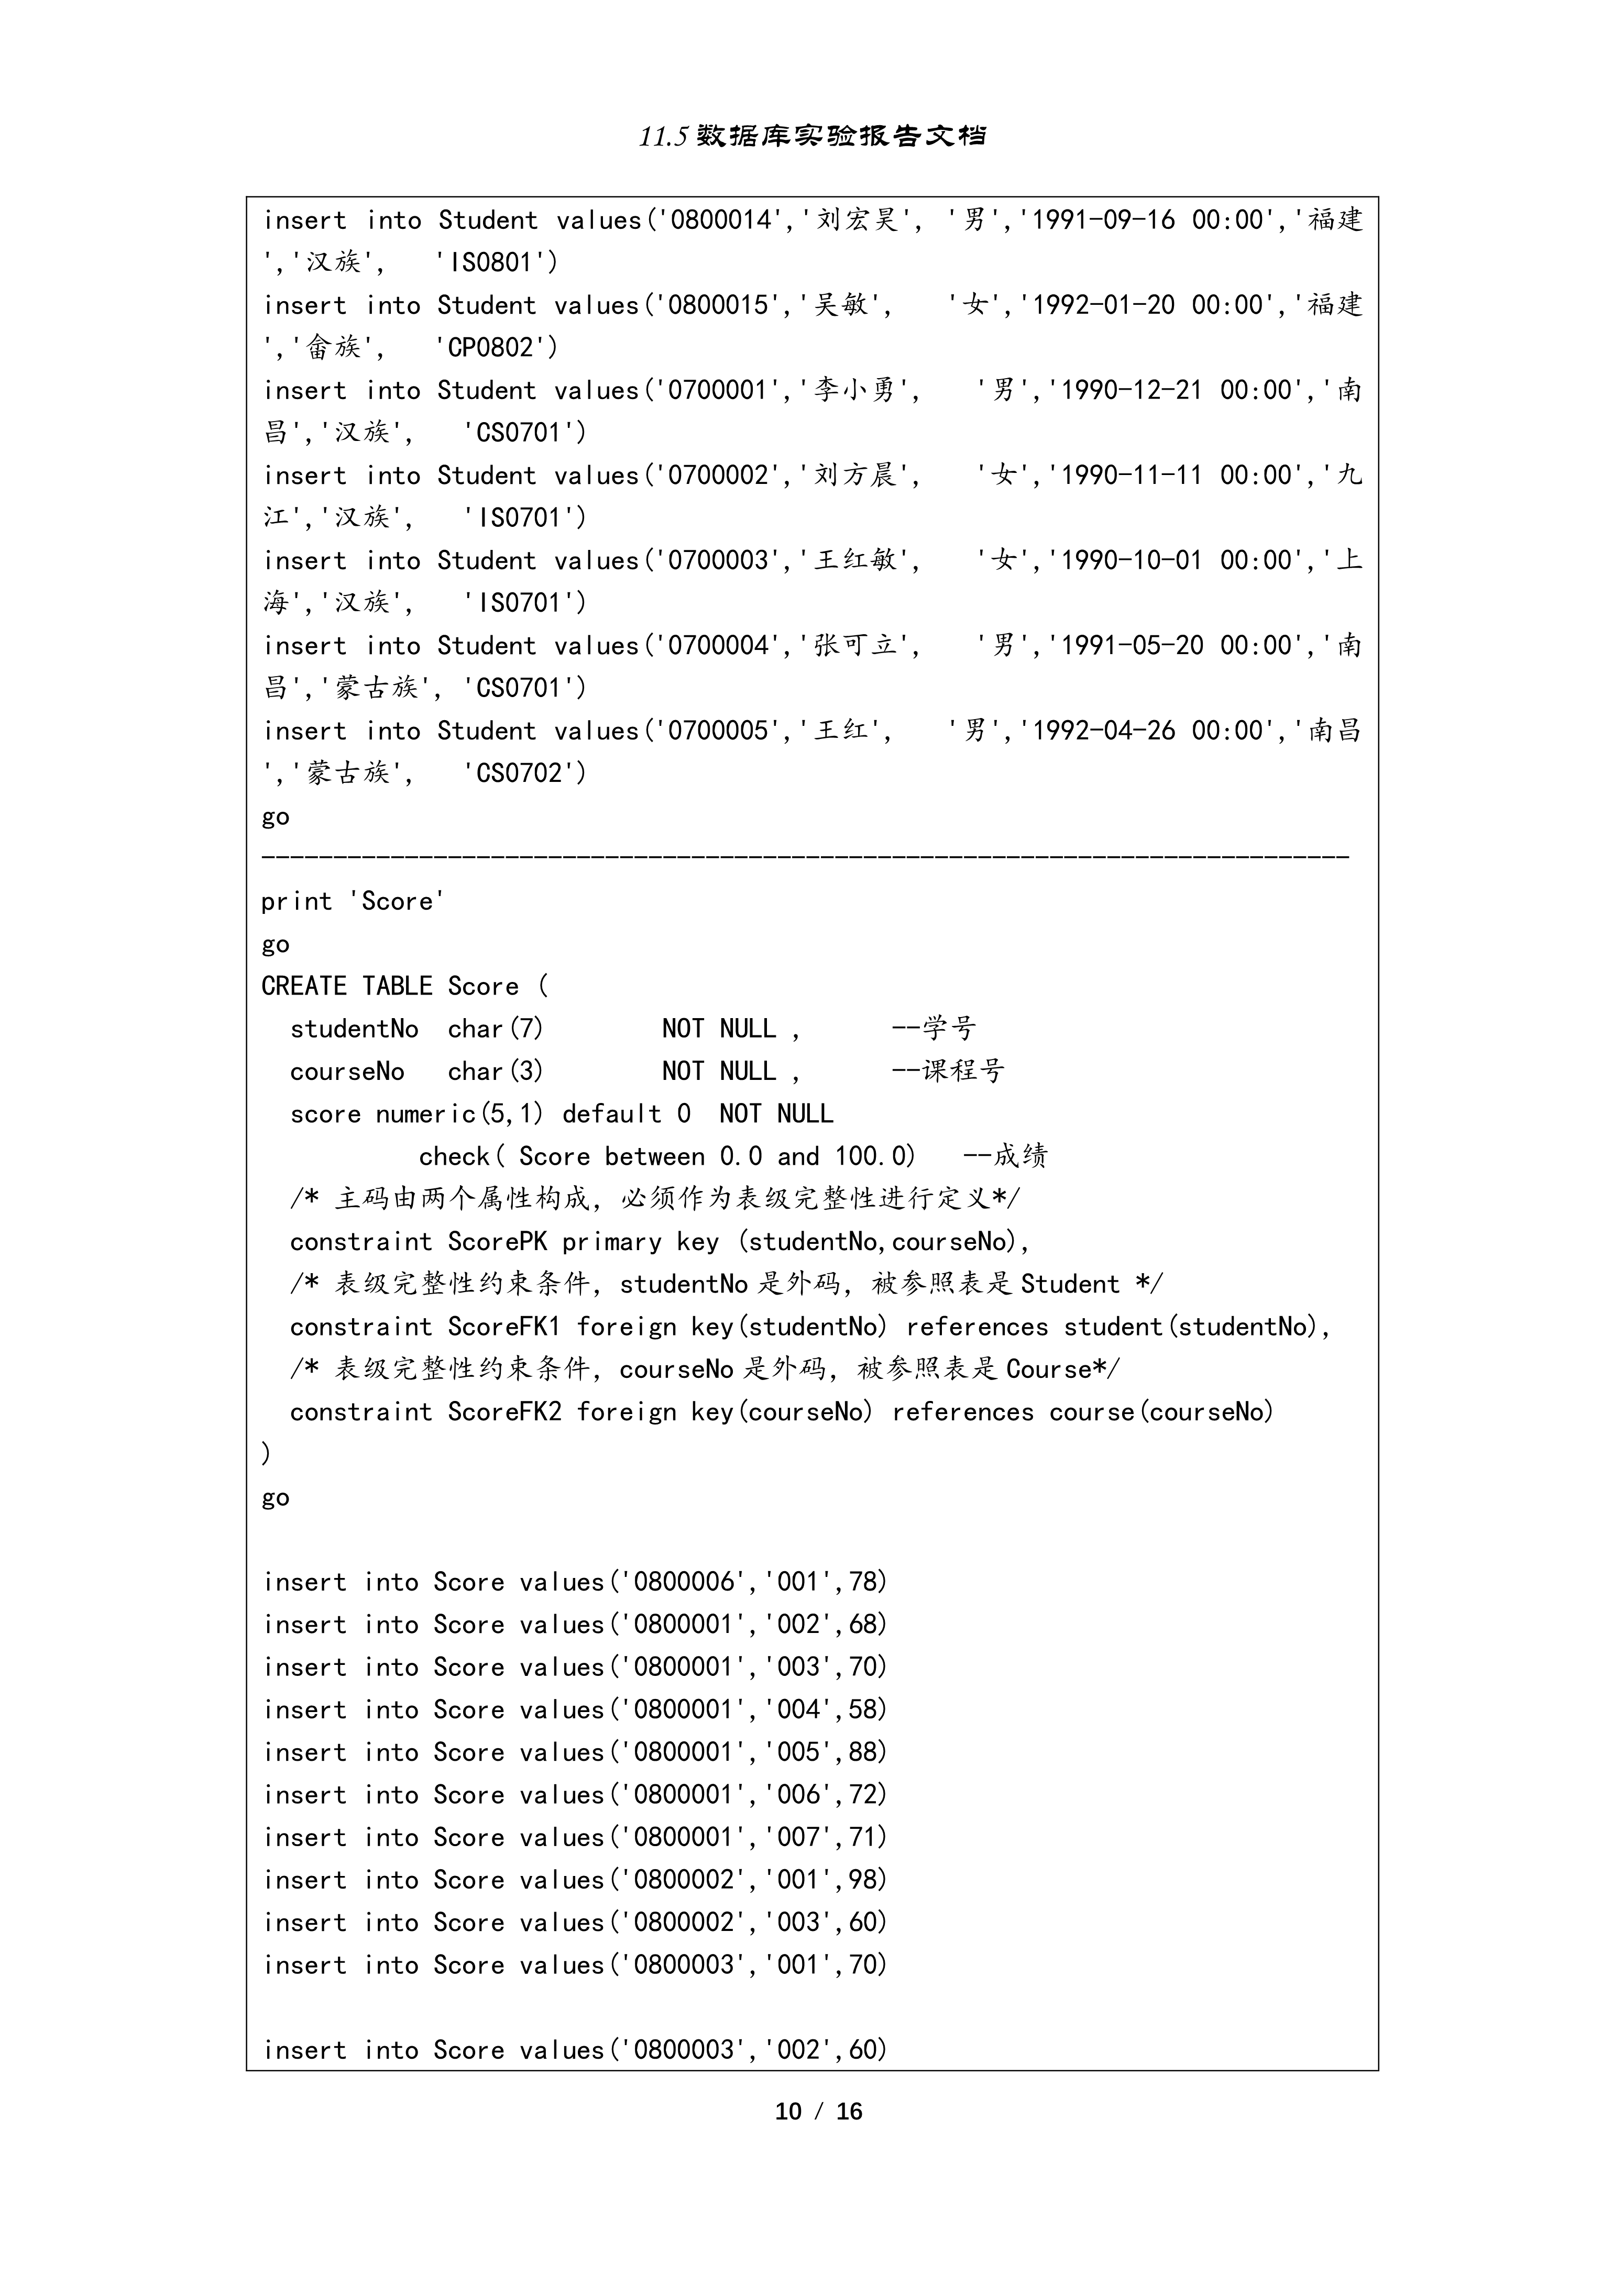 11.5 数据库实验报告文档
insert into Student values('0800014','刘宏昊', '男','1991-09-16 00:00','福建
','汉族',   'IS0801')
insert into Student values('0800015','吴敏',    '女','1992-01-20 00:00','福建
','畲族',   'CP0802')
insert into Student values('0700001','李小勇',    '男','1990-12-21 00:00','南
昌','汉族',   'CS0701')
insert into Student values('0700002','刘方晨',    '女','1990-11-11 00:00','九
江','汉族',   'IS0701')
insert into Student values('0700003','王红敏',    '女','1990-10-01 00:00','上
海','汉族',   'IS0701')
insert into Student values('0700004','张可立',    '男','1991-05-20 00:00','南
昌','蒙古族', 'CS0701')
insert into Student values('0700005','王红',    '男','1992-04-26 00:00','南昌
','蒙古族',   'CS0702')
go
----------------------------------------------------------------------------
print 'Score'
go
CREATE TABLE Score (
  studentNo  char(7)        NOT NULL ,      --学号
  courseNo   char(3)        NOT NULL ,      --课程号
  score numeric(5,1) default 0  NOT NULL
           check( Score between 0.0 and 100.0)   --成绩
  /* 主码由两个属性构成，必须作为表级完整性进行定义*/
  constraint ScorePK primary key (studentNo,courseNo),
  /* 表级完整性约束条件，studentNo 是外码，被参照表是 Student */
  constraint ScoreFK1 foreign key(studentNo) references student(studentNo),
  /* 表级完整性约束条件，courseNo 是外码，被参照表是 Course*/
  constraint ScoreFK2 foreign key(courseNo) references course(courseNo)
)
go
insert into Score values('0800006','001',78)
insert into Score values('0800001','002',68)
insert into Score values('0800001','003',70)
insert into Score values('0800001','004',58)
insert into Score values('0800001','005',88)
insert into Score values('0800001','006',72)
insert into Score values('0800001','007',71)
insert into Score values('0800002','001',98)
insert into Score values('0800002','003',60)
insert into Score values('0800003','001',70)
insert into Score values('0800003','002',60)
10 / 16